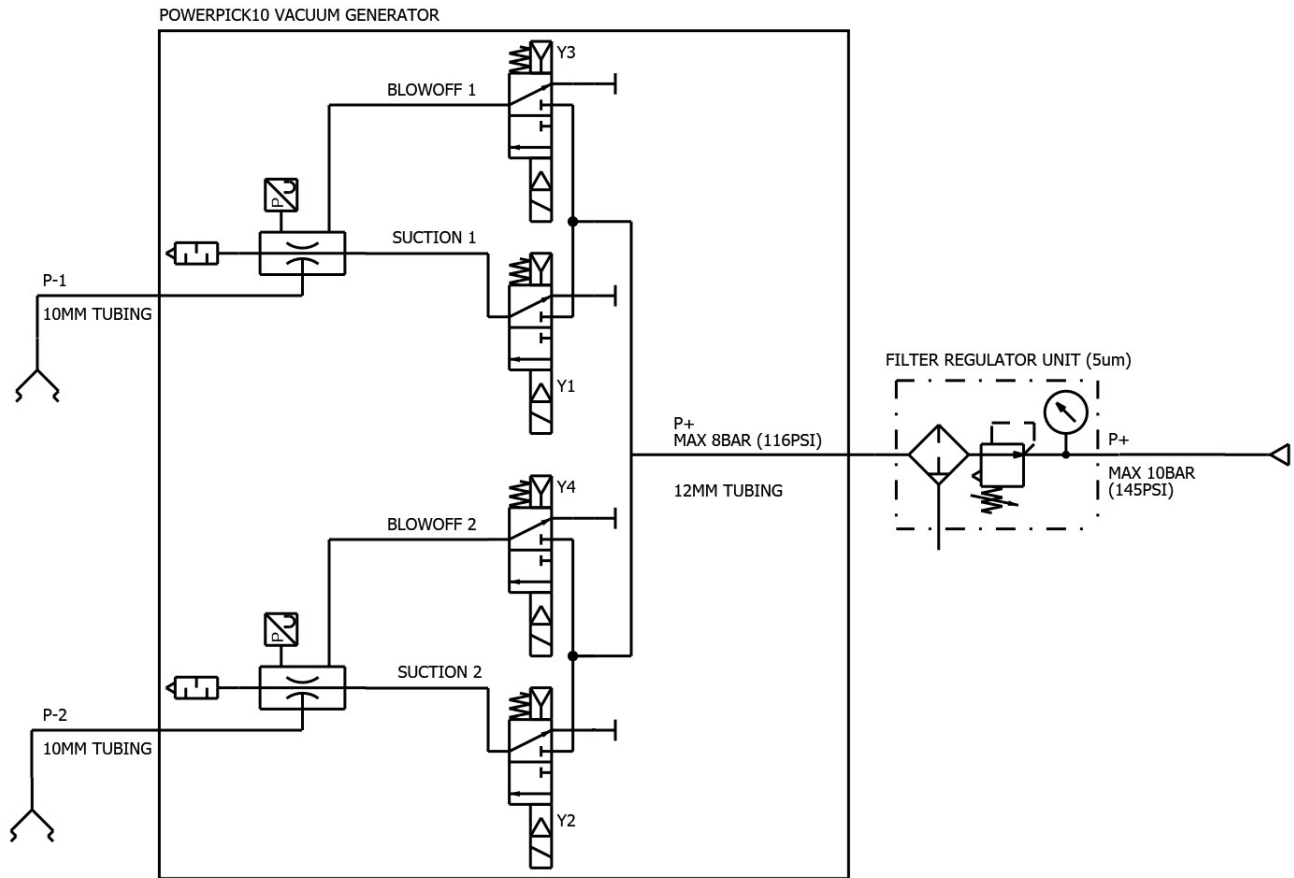 POWERPICK10 VACUUM GENERATOR
Y3
BLOWOFF 1
P
U
SUCTION 1
P-1
10MM TUBING
Y1
FILTER REGULATOR UNIT (5um)
P+
MAX 8BAR (116PSI)
12MM TUBING
P+
MAX 10BAR
(145PSI)
Y4
BLOWOFF 2
P
U
SUCTION 2
P-2
10MM TUBING
Y2